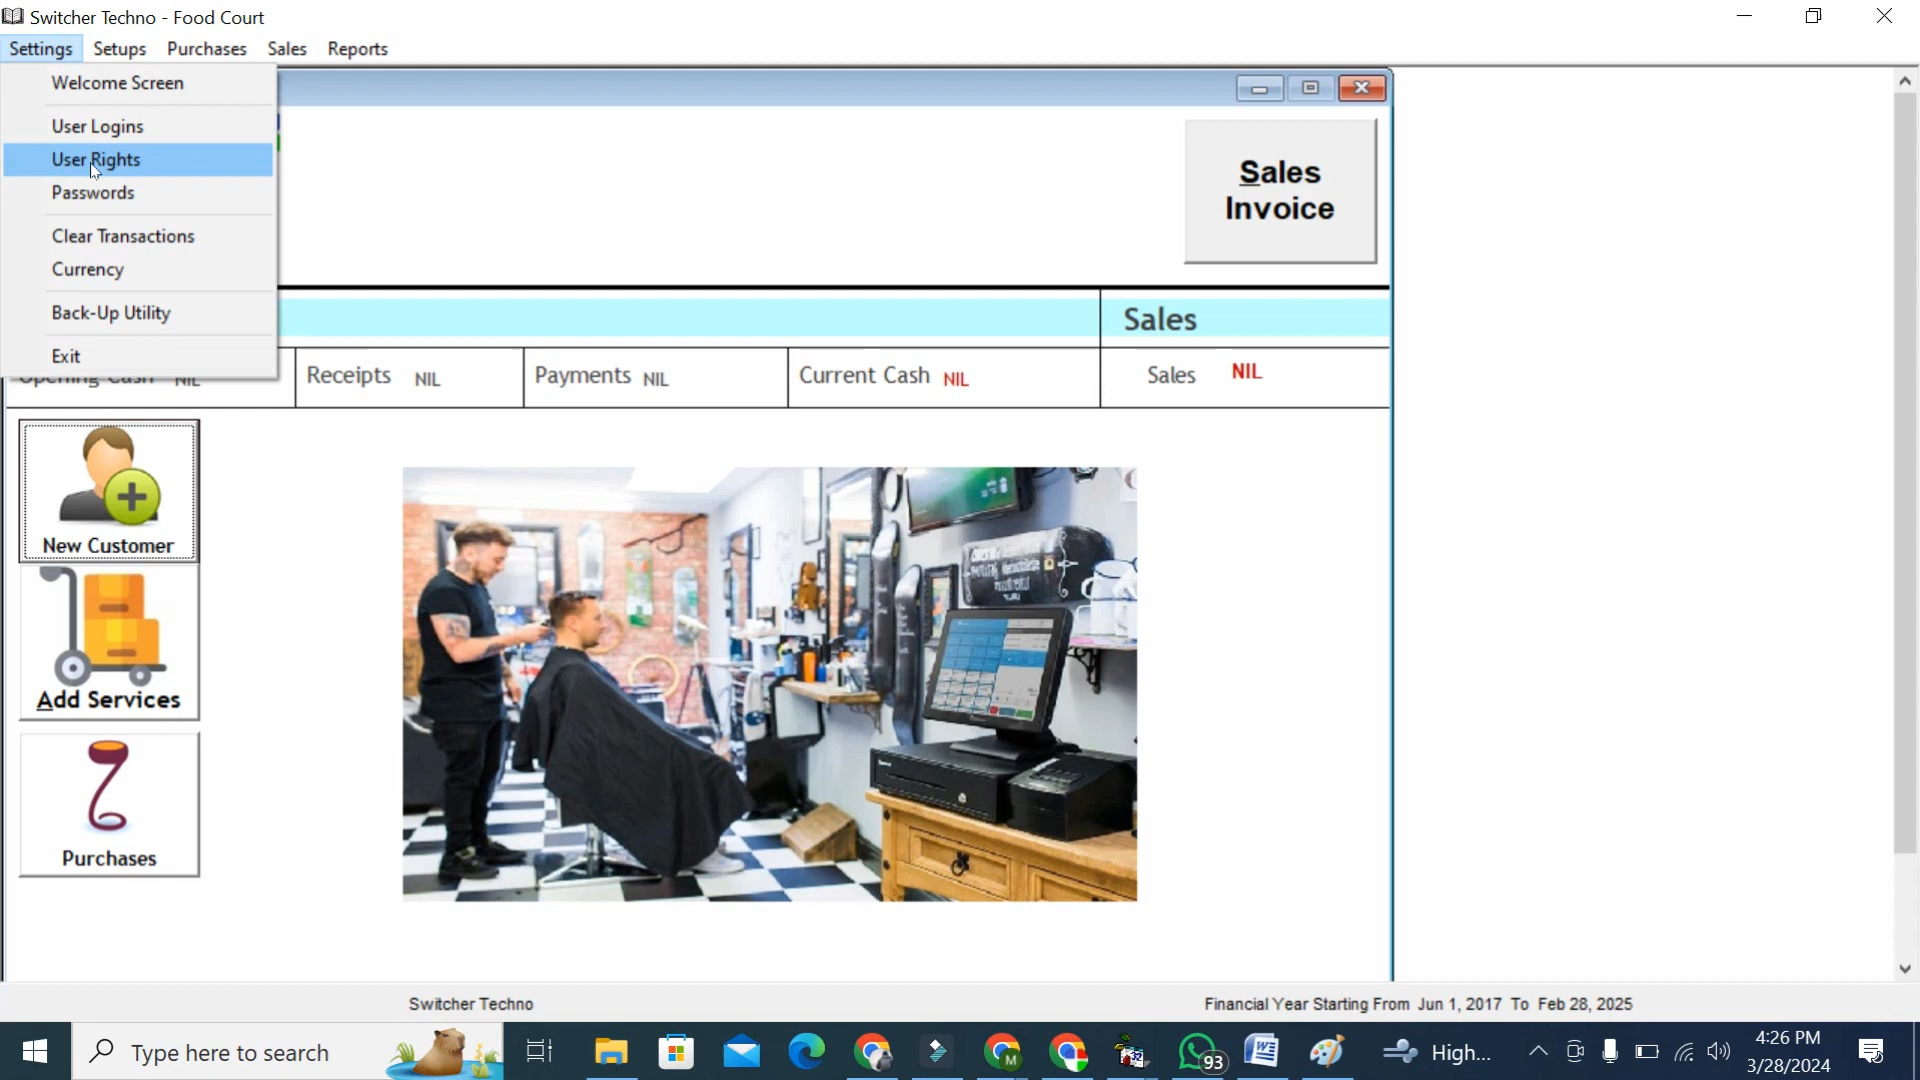 Switcher Techno - Food Court
Settings Setups Purchases Sales Reports
Welcome Screen
User Logins
User Rights
Passwords
Clear Transactions
Currency
Back-Up Utility
Exit
Sales
Invoice
Sales
Opening Cash NIL Receipts NIL Payments NIL Current Cash NIL Sales NIL
New Customer
Add Services
Purchases
Switcher Techno Financial Year Starting From Jun 1, 2017 To Feb 28, 2025
Type here to search
M
93
High...
4:26 PM
3/28/2024